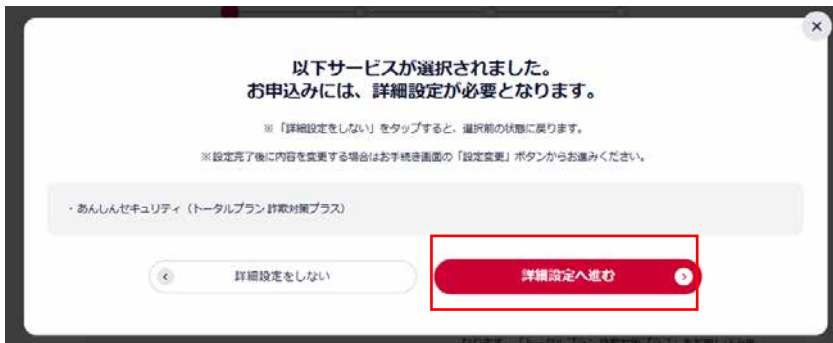 以下サービスが選択されました。
お申込みには、詳細設定が必要となります。
※「詳細設定をしない」をタップすると、選択前の状態に戻ります。
※設定完了後に内容を変更する場合はお手続き画面の「設定変更」ボタンからお進みください。
・あんしんセキュリティ（トータルプラン 詐欺対策プラス）
詳細設定をしない
詳細設定へ進む